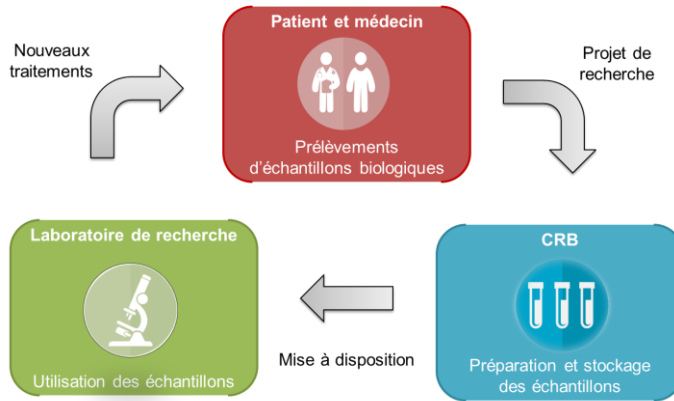 Patient et médecin
Nouveaux
traitements
Projet de
recherche
Prélèvements
d'échantillons biologiques
Laboratoire de recherche
CRB
Mise à disposition
Utilisation des échantillons
Préparation et stockage
des échantillons